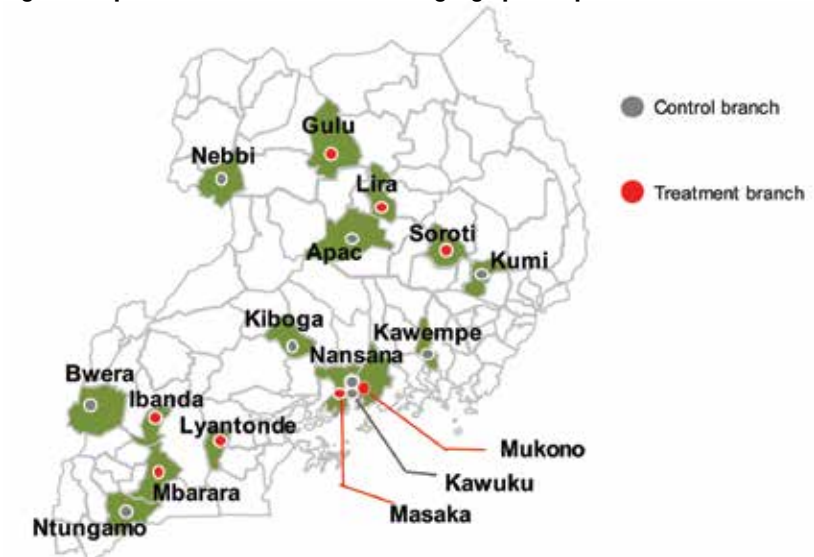 Control branch
Treatment branch
Gulu
Nebbi
Lira
Soroti
Apac
Kumi
Kiboga
Kawempe
Nansana
Bwera
Ibanda
Lyantonde
Mukono
Kawuku
Mbarara
Masaka
Ntungamo